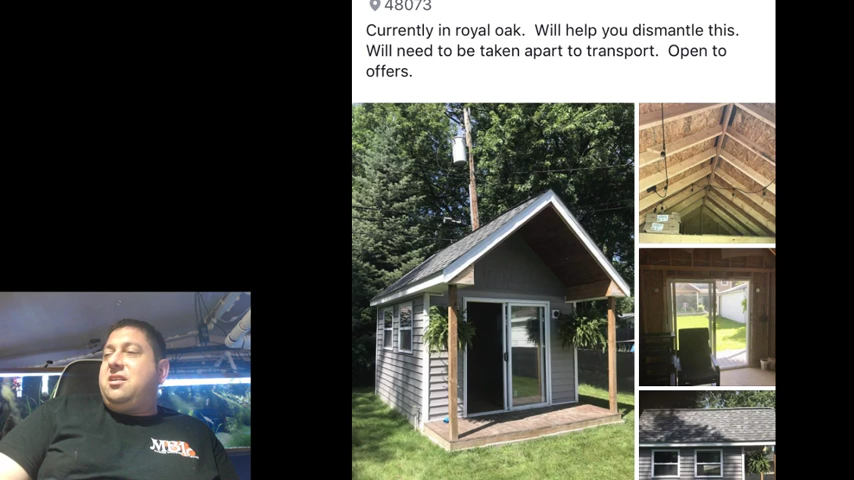 48073
Currently in royal oak. Will help you dismantle this.
Will need to be taken apart to transport. Open to
offers.